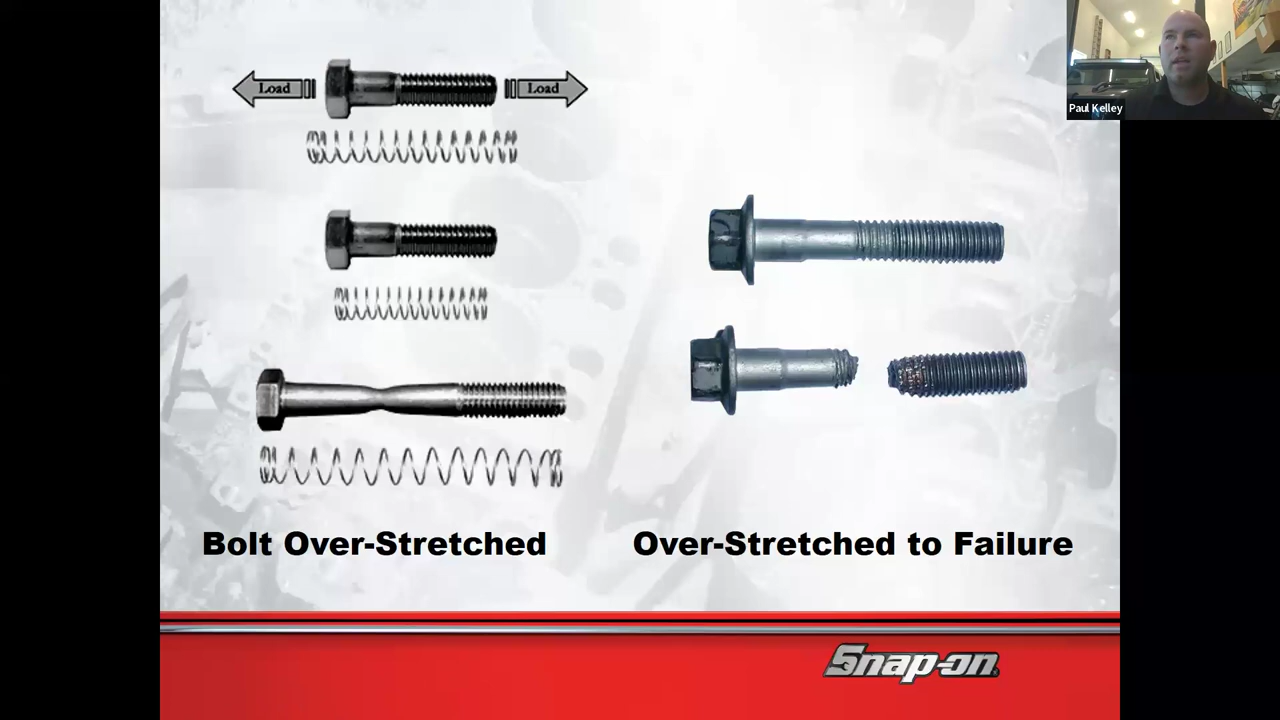 Load
Load
Paul Kelley
Bolt Over-Stretched
Over-Stretched to Failure
Snap-on